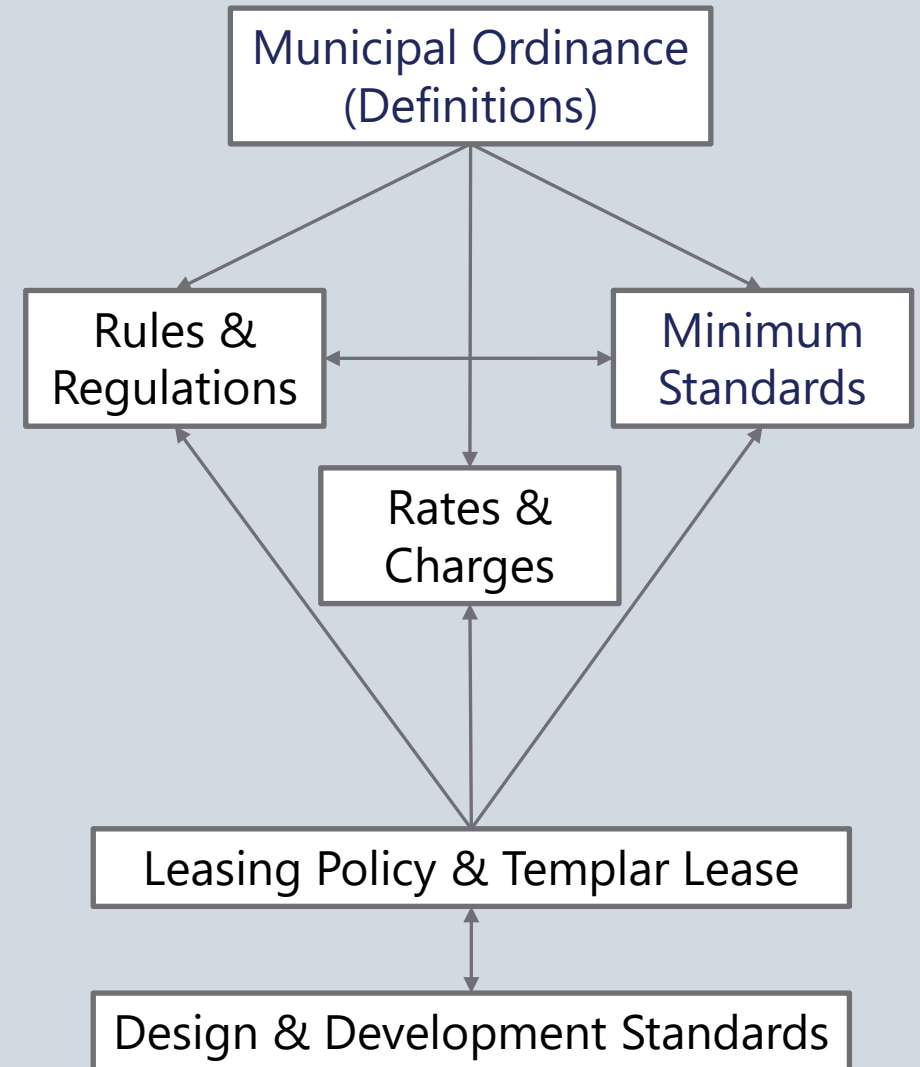 Municipal Ordinance
(Definitions)
Rules &
Regulations
Minimum
Standards
Rates &
Charges
Leasing Policy & Templar Lease
Design & Development Standards